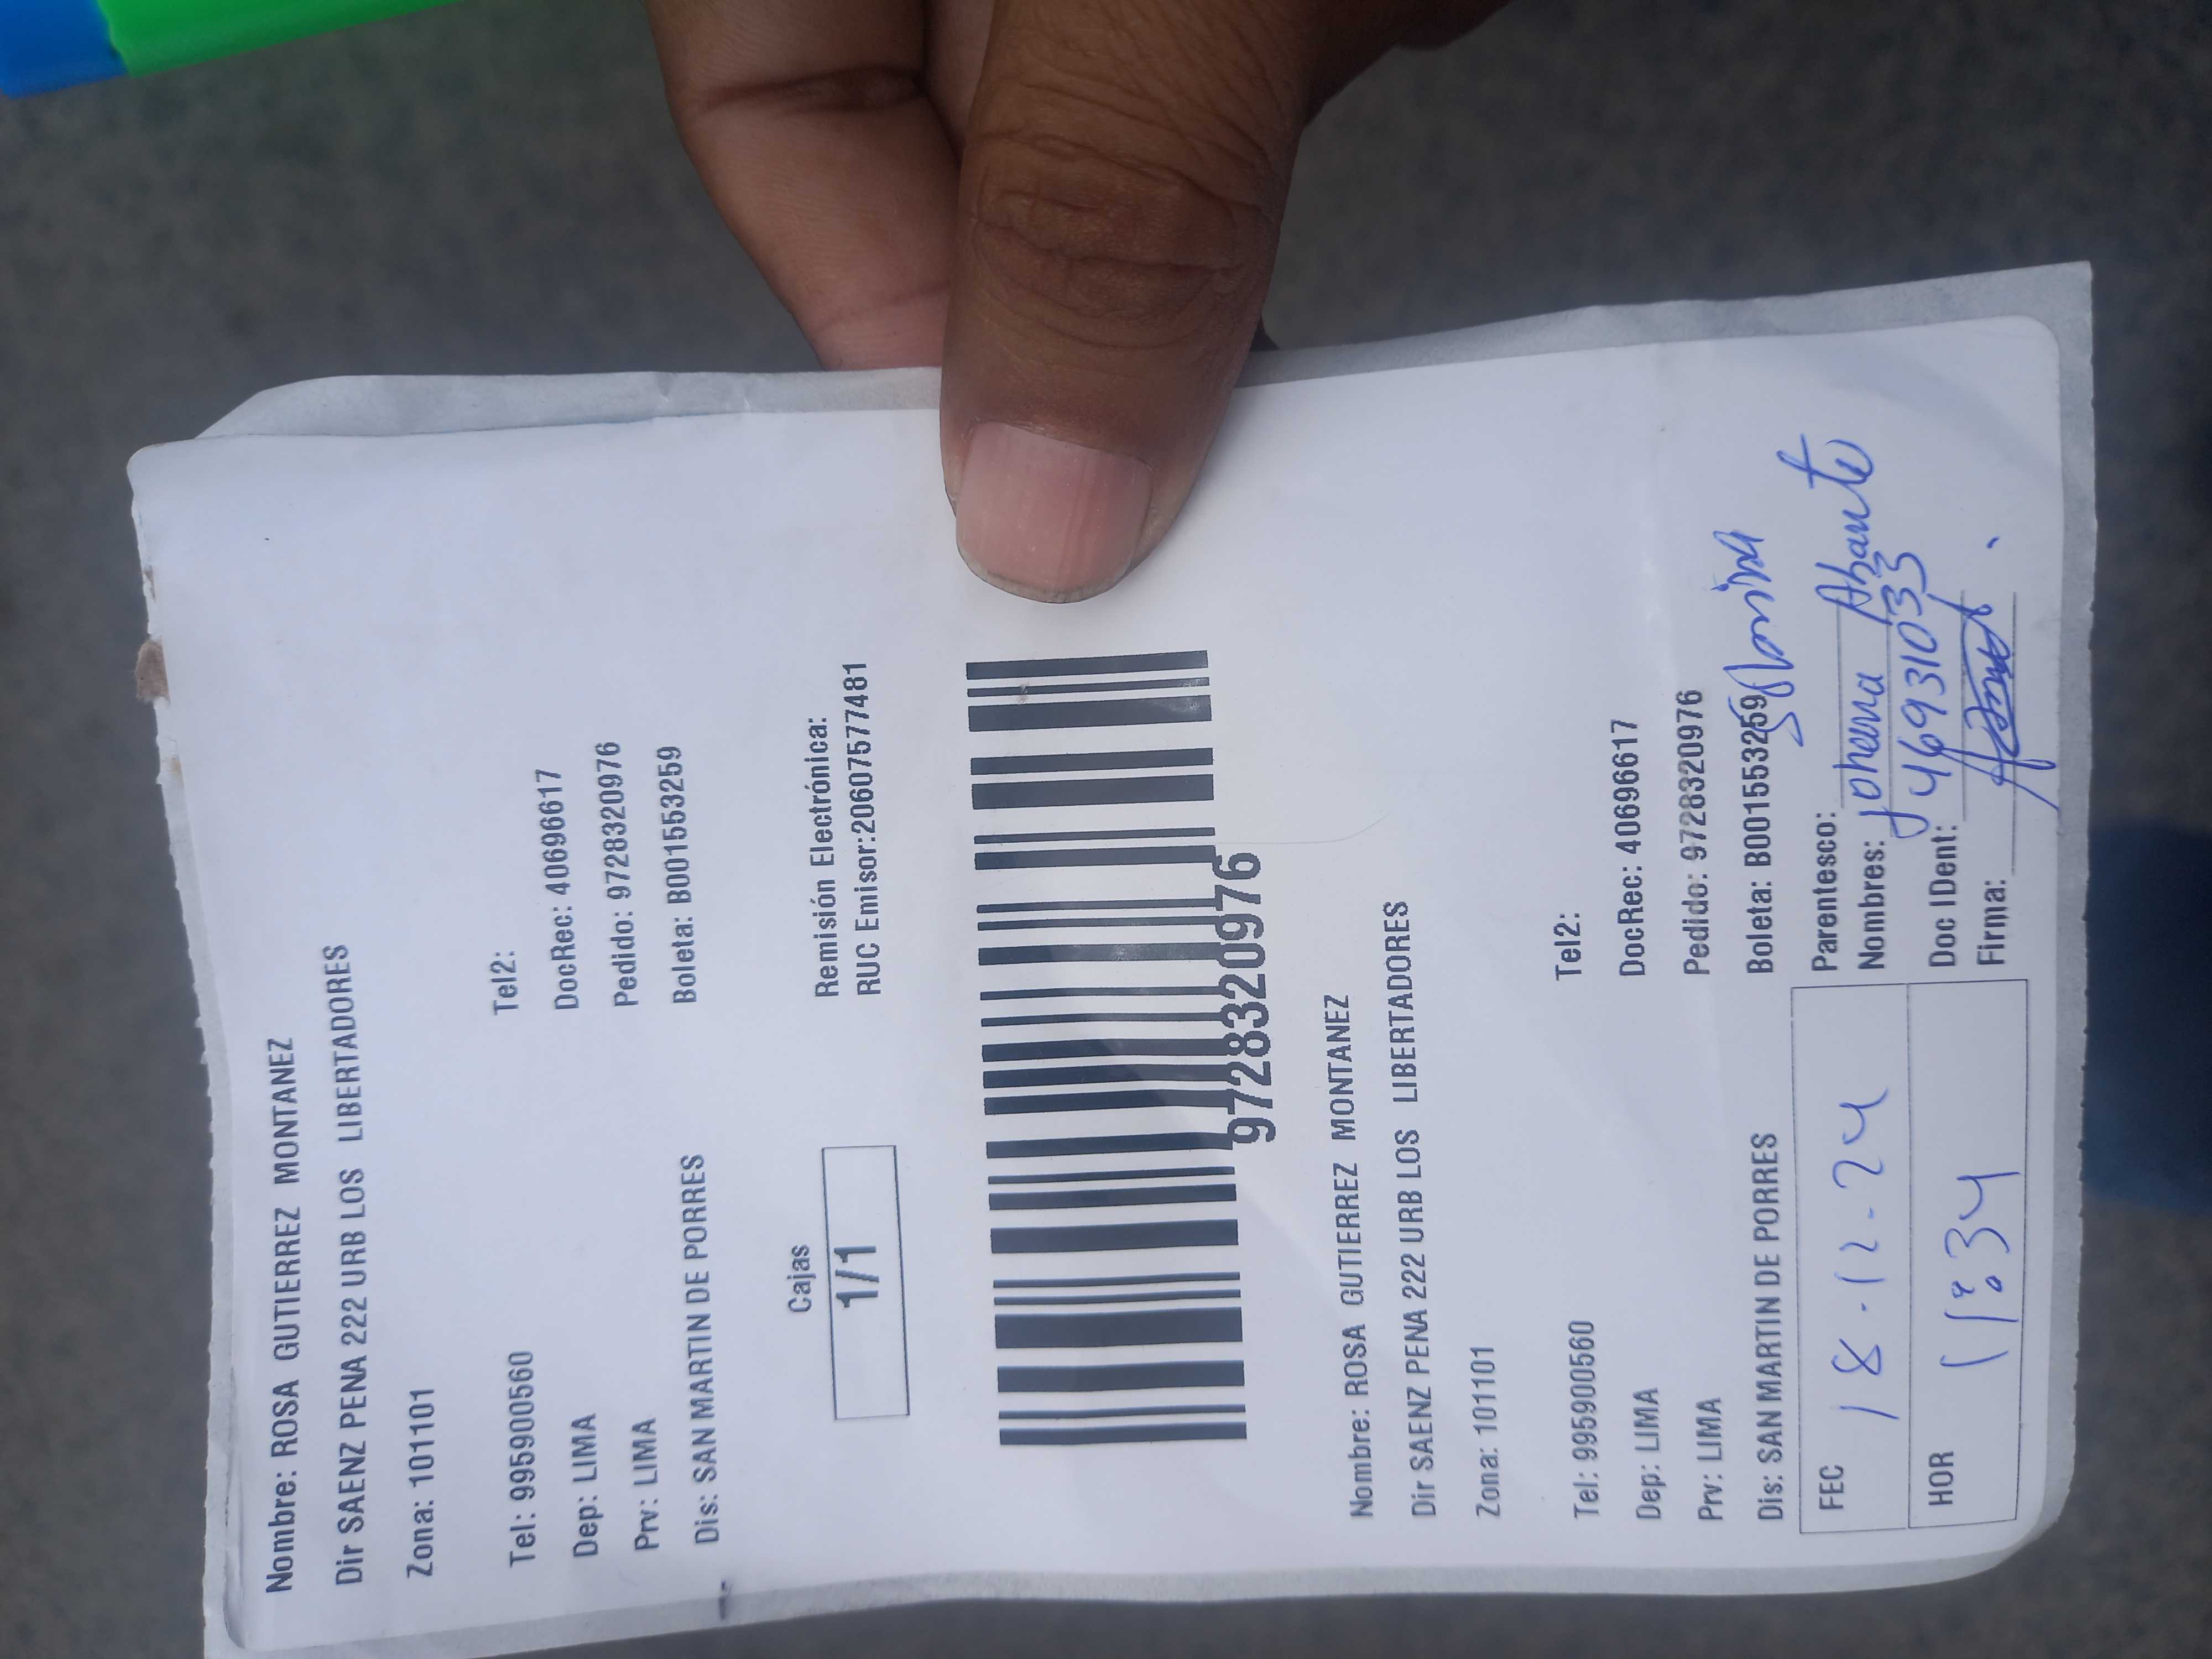 Nombre: ROSA GUTIERREZ MONTANEZ
Dir SAENZ PENA 222 URB LOS LIBERTADORES
Zona: 101101
Tel: 995900560 Tel2:
Dep: LIMA DocRec: 40696617
Prv: LIMA Pedido: 97283320976
Dis: SAN MARTIN DE PORRES Boleta: B001553259
Cajas Remisión Electrónica:
1/1 RUC Emisor:20607577481
97283320976
Nombre: ROSA GUTIERREZ MONTANEZ
Dir SAENZ PENA 222 URB LOS LIBERTADORES
Zona: 101101
Tel: 995900560 Tel2:
Dep: LIMA DocRec: 40696617
Prv: LIMA Pedido: 97283320976
Dis: SAN MARTIN DE PORRES Boleta: B001553259
FEC 18-12-24 Parentesco:
Nombres: Abanto
HOR 11:34 Doc IDent: 46931033
Firma: